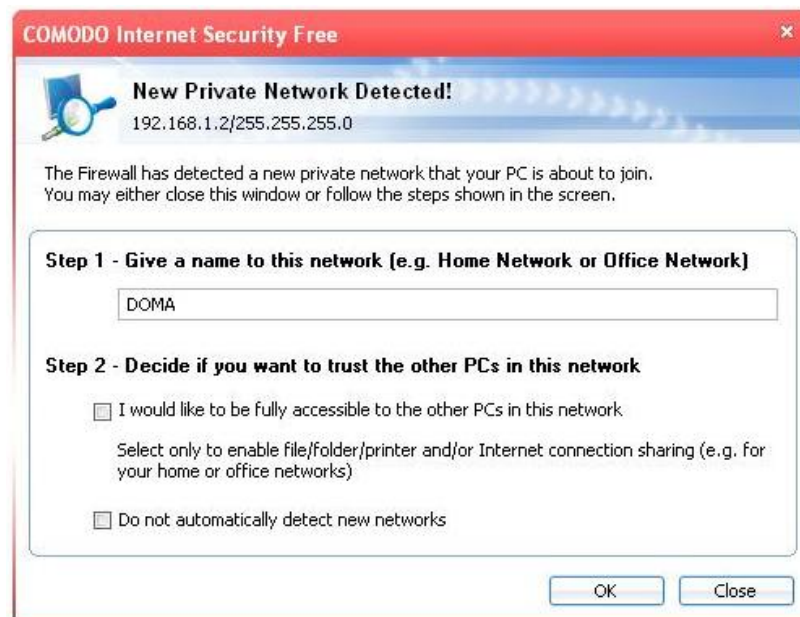 COMODO Internet Security Free
New Private Network Detected!
192.168.1.2/255.255.255.0
The Firewall has detected a new private network that your PC is about to join.
You may either close this window or follow the steps shown in the screen.
Step 1 - Give a name to this network (e.g. Home Network or Office Network)
DOMA
Step 2 - Decide if you want to trust the other PCs in this network
I would like to be fully accessible to the other PCs in this network
Select only to enable file/folder/printer and/or Internet connection sharing (e.g. for
your home or office networks)
Do not automatically detect new networks
OK
Close